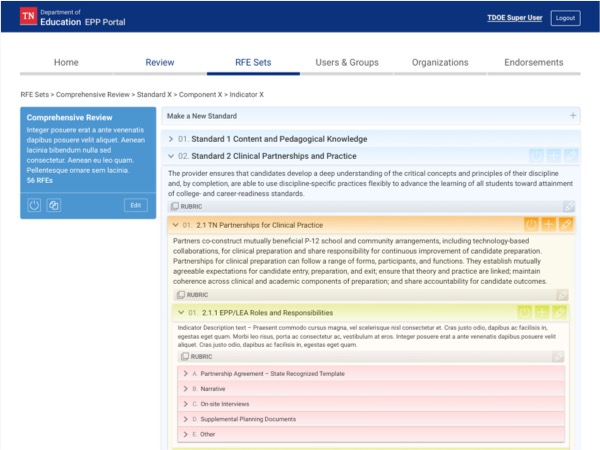 TN
Department of
Education EPP Portal
TDOE Super User
Logout
Home
Review
RFE Sets
Users & Groups
Organizations
Endorsements
RFE Sets > Comprehensive Review > Standard X > Component X > Indicator X
Comprehensive Review
Integer posuere erat a ante venenatis
dapibus posuere velit aliquet. Aenean
lacinia bibendum nulla sed
consectetur. Aenean eu leo quam.
Pellentesque ornare sem lacinia.
56 RFEs
Edit
Make a New Standard
01. Standard 1 Content and Pedagogical Knowledge
02. Standard 2 Clinical Partnerships and Practice
The provider ensures that candidates develop a deep understanding of the critical concepts and principles of their discipline
and, by completion, are able to use discipline-specific practices flexibly to advance the learning of all students toward attainment
of college- and career-readiness standards.
RUBRIC
01. 2.1 TN Partnerships for Clinical Practice
Partners co-construct mutually beneficial P-12 school and community arrangements, including technology-based
collaborations, for clinical preparation and share responsibility for continuous improvement of candidate preparation.
Partnerships for clinical preparation can follow a range of forms, participants, and functions. They establish mutually
agreeable expectations for candidate entry, preparation, and exit; ensure that theory and practice are linked; maintain
coherence across clinical and academic components of preparation; and share accountability for candidate outcomes.
RUBRIC
01. 2.1.1 EPP/LEA Roles and Responsibilities
Indicator Description text – Praesent commodo cursus magna, vel scelerisque nisl consectetur et. Cras justo odio, dapibus ac facilisis in,
egestas eget quam. Morbi leo risus, porta ac consectetur ac, vestibulum at eros. Integer posuere erat a ante venenatis dapibus posuere velit
aliquet. Cras justo odio, dapibus ac facilisis in, egestas eget quam.
RUBRIC
A. Partnership Agreement – State Recognized Template
B. Narrative
C. On-site Interviews
D. Supplemental Planning Documents
E. Other